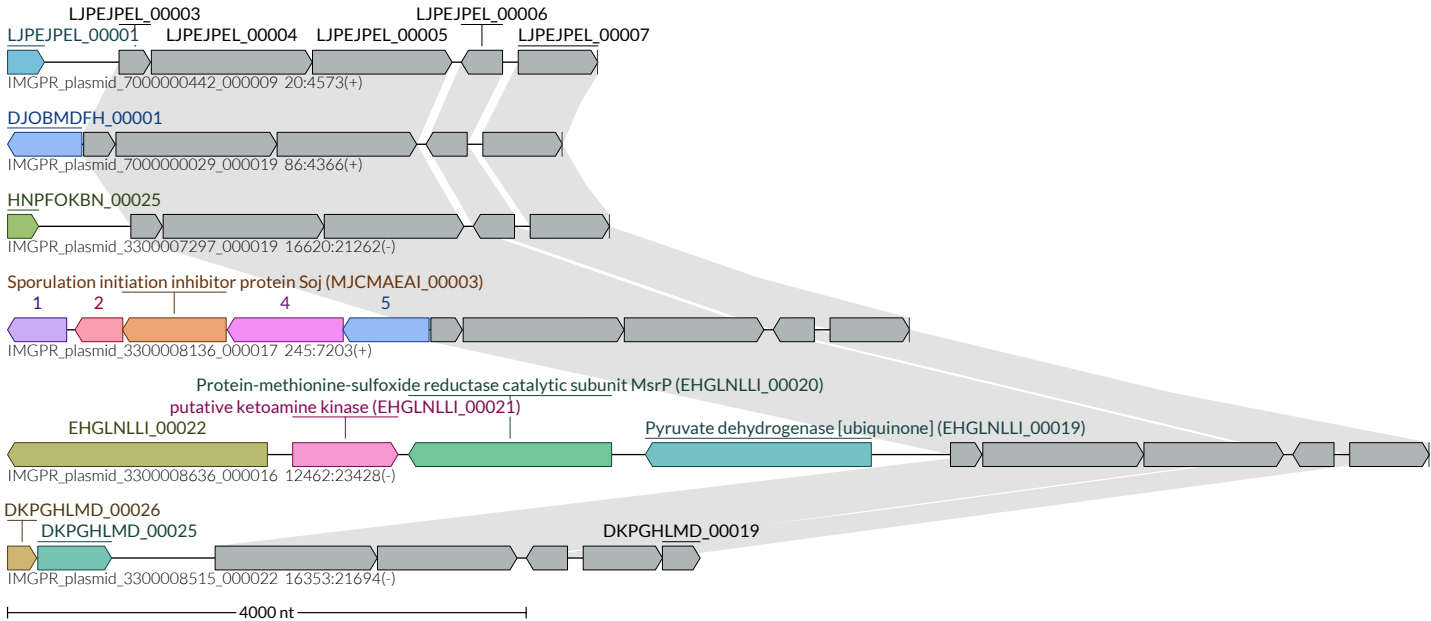 LJPEJPEL_00003 LJPEJPEL_00006
LJPEJPEL_00001 LJPEJPEL_00004 LJPEJPEL_00005 LJPEJPEL_00007
IMGPR_plasmid_7000000442_000009 20:4573(+)
DJOBMDFH_00001
IMGPR_plasmid_7000000029_000019 86:4366(+)
HNPFOKBN_00025
IMGPR_plasmid_3300007297_000019 16620:21262(-)
Sporulation initiation inhibitor protein Soj (MJCMAEAI_00003)
1 2 4 5
IMGPR_plasmid_3300008136_000017 245:7203(+)
Protein-methionine-sulfoxide reductase catalytic subunit MsrP (EHGLNLLI_00020)
putative ketoamine kinase (EHGLNLLI_00021)
EHGLNLLI_00022 Pyruvate dehydrogenase [ubiquinone] (EHGLNLLI_00019)
IMGPR_plasmid_3300008636_000016 12462:23428(-)
DKPGHLMD_00026
DKPGHLMD_00025 DKPGHLMD_00019
IMGPR_plasmid_3300008515_000022 16353:21694(-)
4000 nt